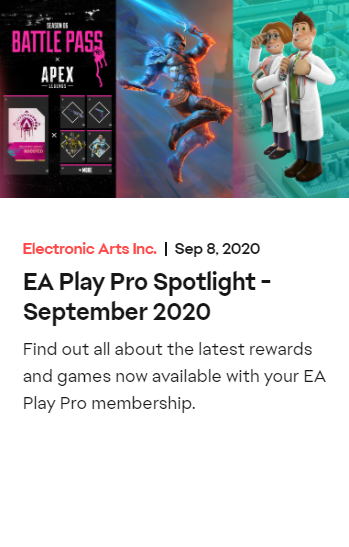 SEASON 06
BATTLE PASS
×
APEX
LEGENDS
×
+MORE
Electronic Arts Inc. | Sep 8, 2020
EA Play Pro Spotlight -
September 2020
Find out all about the latest rewards
and games now available with your EA
Play Pro membership.